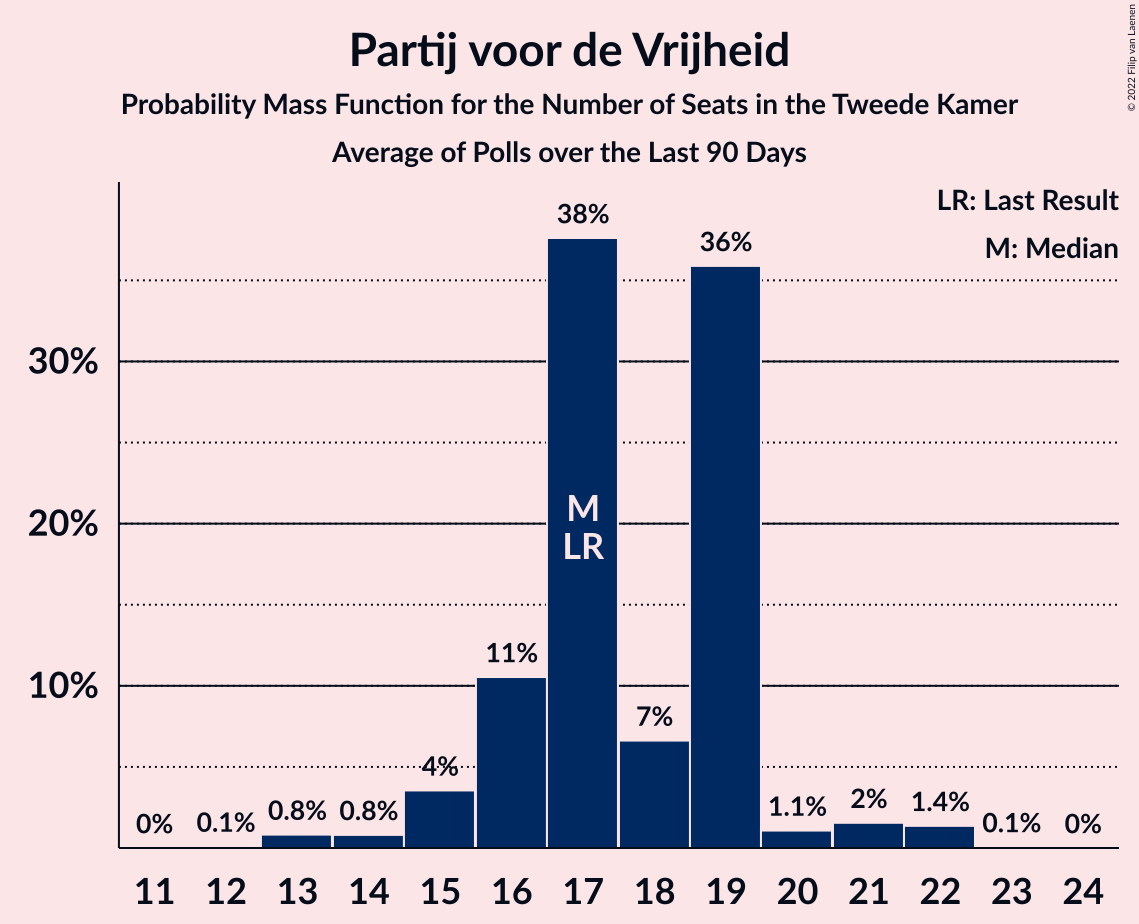 Partij voor de Vrijheid
Probability Mass Function for the Number of Seats in the Tweede Kamer
Average of Polls over the Last 90 Days
© 2022 Filip van Laenen
LR: Last Result
M: Median
38%
36%
30%
20%
10%
M
LR
11%
7%
4%
0%
0.1%
0.8%
0.8%
1.1%
2%
1.4%
0.1%
0%
11 12 13 14 15 16 17 18 19 20 21 22 23 24